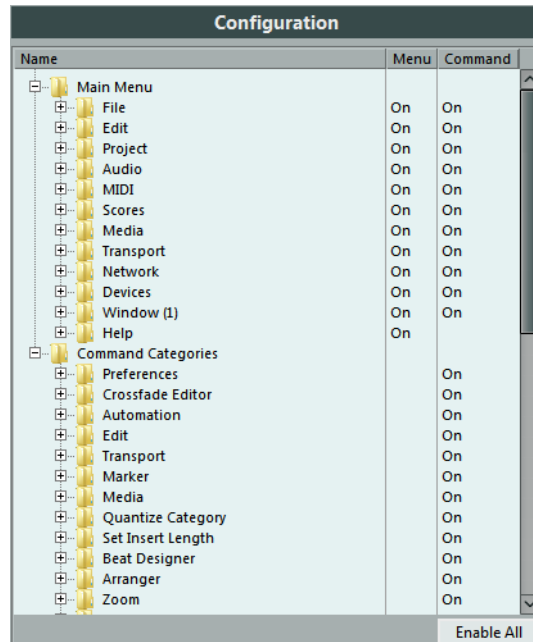 Configuration
Name Menu Command
Main Menu
File On On
Edit On On
Project On On
Audio On On
MIDI On On
Scores On On
Media On On
Transport On On
Network On On
Devices On On
Window (1) On On
Help On
Command Categories
Preferences On
Crossfade Editor On
Automation On
Edit On
Transport On
Marker On
Media On
Quantize Category On
Set Insert Length On
Beat Designer On
Arranger On
Zoom On
Enable All